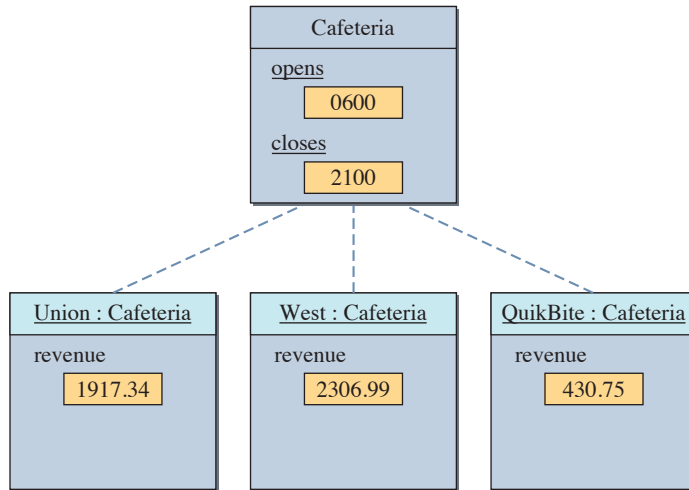 Cafeteria
opens
0600
closes
2100
Union : Cafeteria
revenue
1917.34
West : Cafeteria
revenue
2306.99
QuikBite : Cafeteria
revenue
430.75